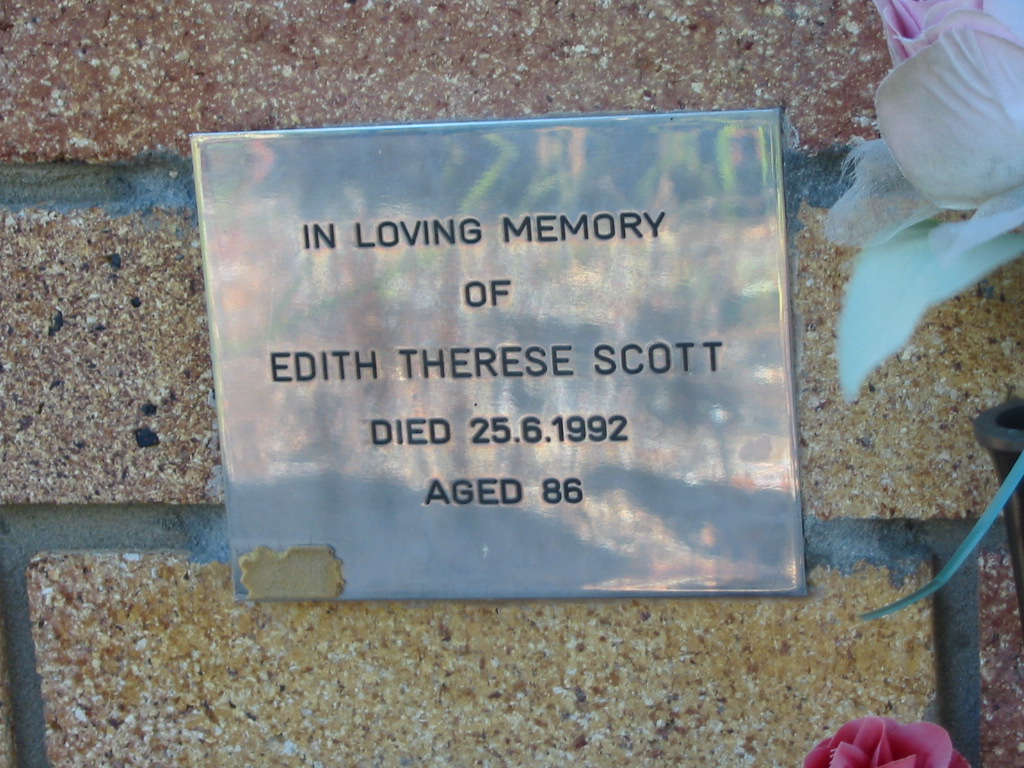 IN LOVING MEMORY
OF
EDITH THERESE SCOTT
DIED 25.6.1992
AGED 86